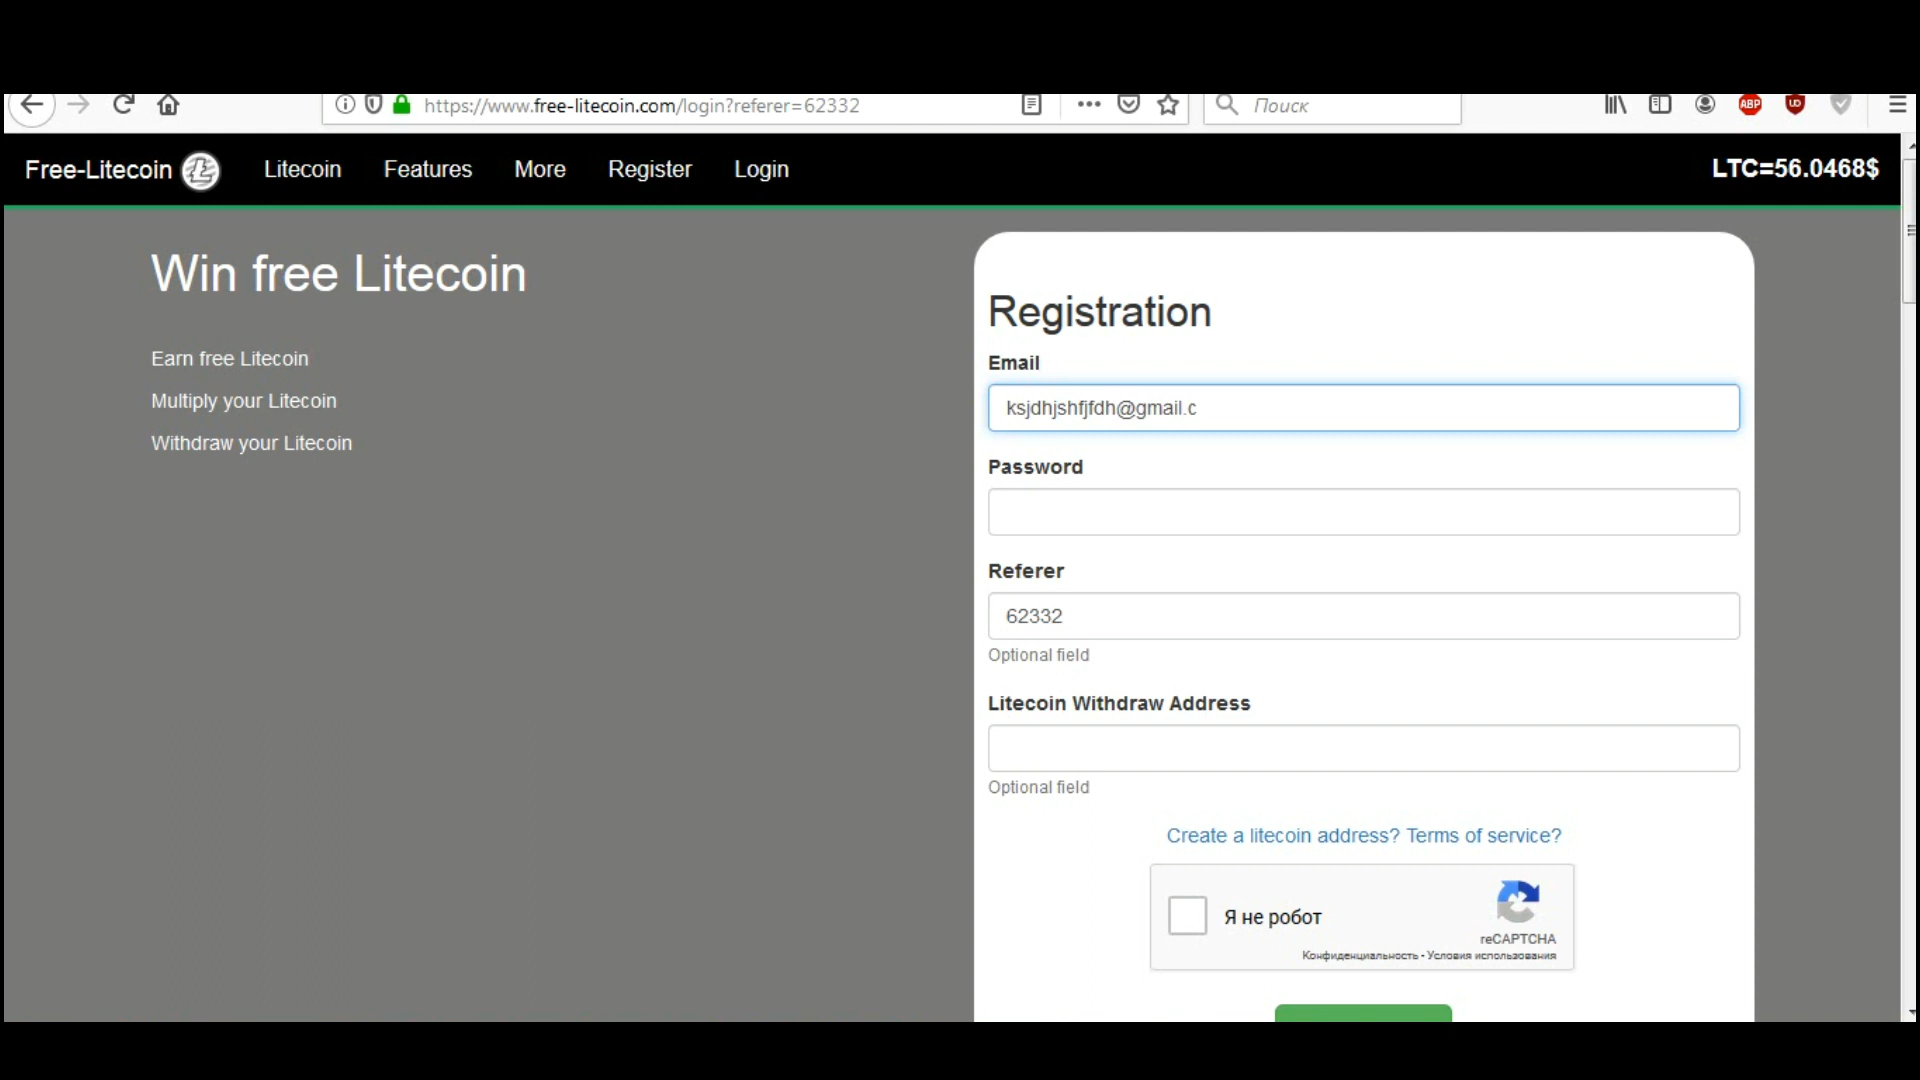 https://www.free-litecoin.com/login?referer=62332
Поиск
ABP
Free-Litecoin
Litecoin
Features
More
Register
Login
LTC=56.0468$
Win free Litecoin
Earn free Litecoin
Multiply your Litecoin
Withdraw your Litecoin
Registration
Email
ksjdhjshfjfdh@gmail.c
Password
Referer
62332
Optional field
Litecoin Withdraw Address
Optional field
Create a litecoin address? Terms of service?
Я не робот
reCAPTCHA
Конфиденциальность - Условия использования